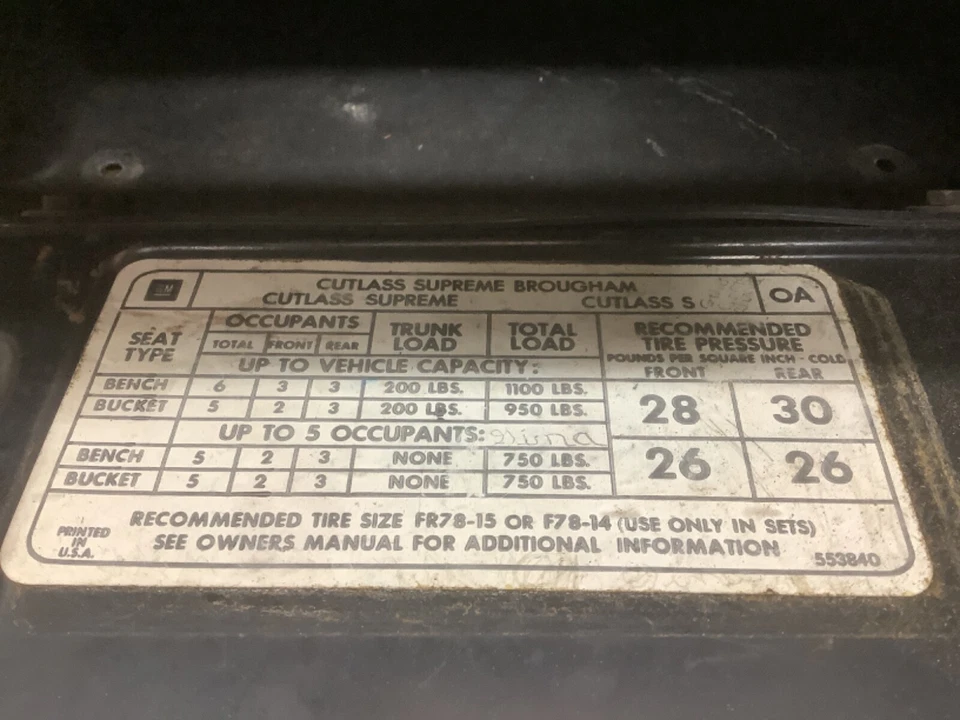 GM
CUTLASS SUPREME BROUGHAM
CUTLASS SUPREME CUTLASS S
OA
SEAT TYPE OCCUPANTS TRUNK LOAD TOTAL LOAD RECOMMENDED TIRE PRESSURE
TOTAL FRONT REAR POUNDS PER SQUARE INCH - COLD
UP TO VEHICLE CAPACITY: FRONT REAR
BENCH 6 3 3 200 LBS. 1100 LBS. 28 30
BUCKET 5 2 3 200 LBS. 950 LBS.
UP TO 5 OCCUPANTS:
BENCH 5 2 3 NONE 750 LBS. 26 26
BUCKET 5 2 3 NONE 750 LBS.
RECOMMENDED TIRE SIZE FR78-15 OR F78-14 (USE ONLY IN SETS)
SEE OWNERS MANUAL FOR ADDITIONAL INFORMATION
PRINTED
IN
U.S.A.
553840